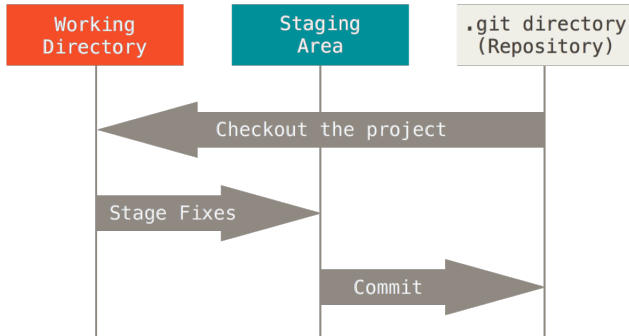 Working
Directory
Staging
Area
.git directory
(Repository)
Checkout the project
Stage Fixes
Commit